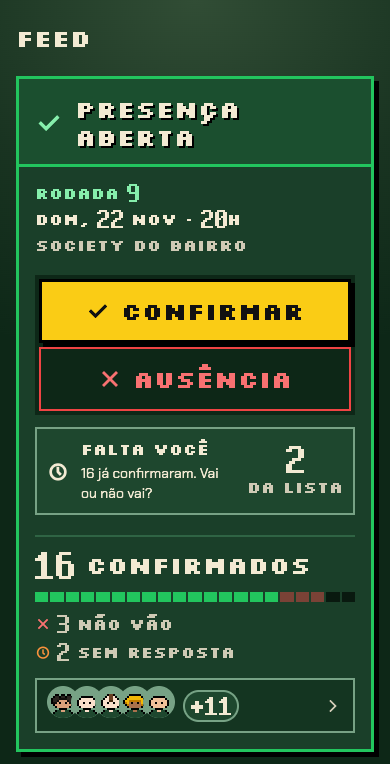 FEED
PRESENÇA
ABERTA
RODADA 9
DOM, 22 NOV · 20H
SOCIETY DO BAIRRO
CONFIRMAR
AUSÊNCIA
FALTA VOCÊ
16 já confirmaram. Vai
ou não vai?
2
DA LISTA
16 CONFIRMADOS
3 NÃO VÃO
2 SEM RESPOSTA
+11